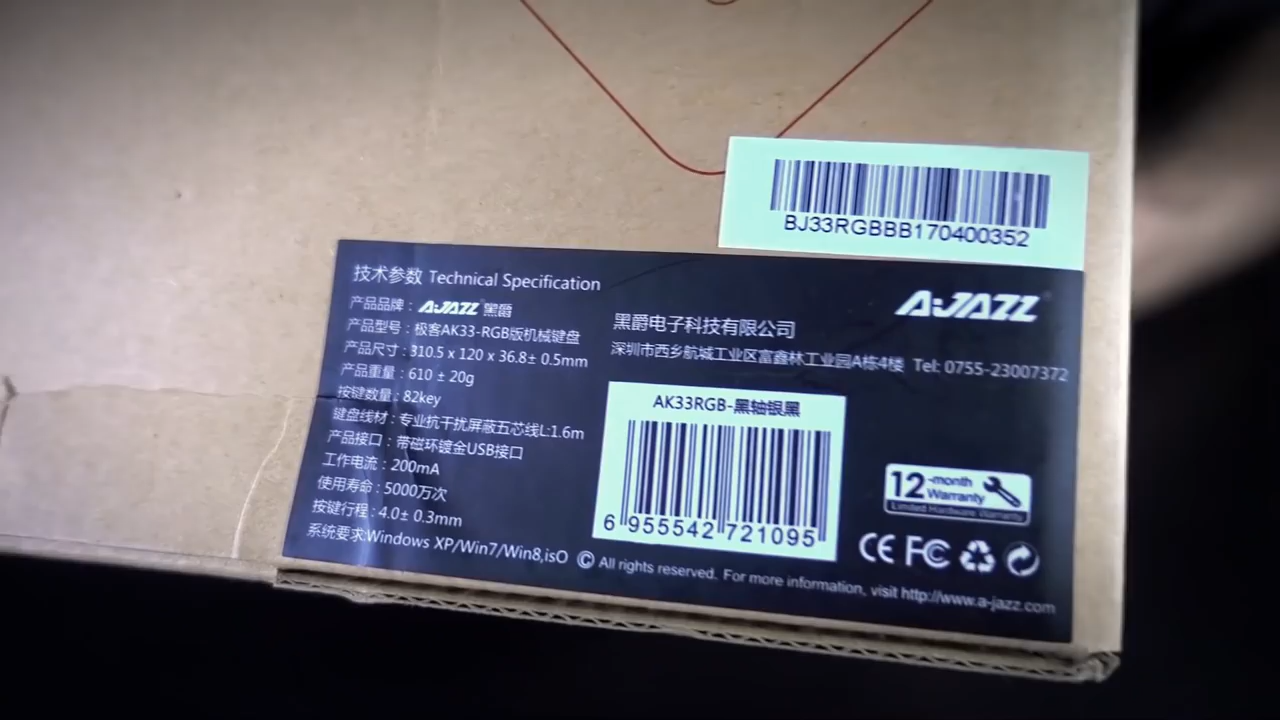 BJ33RGBBB170400352
技术参数 Technical Specification
产品品牌：A-JAZZ 黑爵
产品型号：极客AK33-RGB版机械键盘
产品尺寸：310.5 x 120 x 36.8± 0.5mm
产品重量：610 ± 20g
按键数量：82key
键盘线材：专业抗干扰屏蔽五芯线L:1.6m
产品接口：带磁环镀金USB接口
工作电流：200mA
使用寿命：5000万次
按键行程：4.0± 0.3mm
系统要求:Windows XP/Win7/Win8,isO
A-JAZZ
黑爵电子科技有限公司
深圳市西乡航城工业区富鑫林工业园A栋4楼 Tel: 0755-23007372
AK33RGB-黑轴银黑
6 955542 721095
12-month
Warranty
Limited Hardware Warranty
CE FC
© All rights reserved. For more information, visit http://www.a-jazz.com